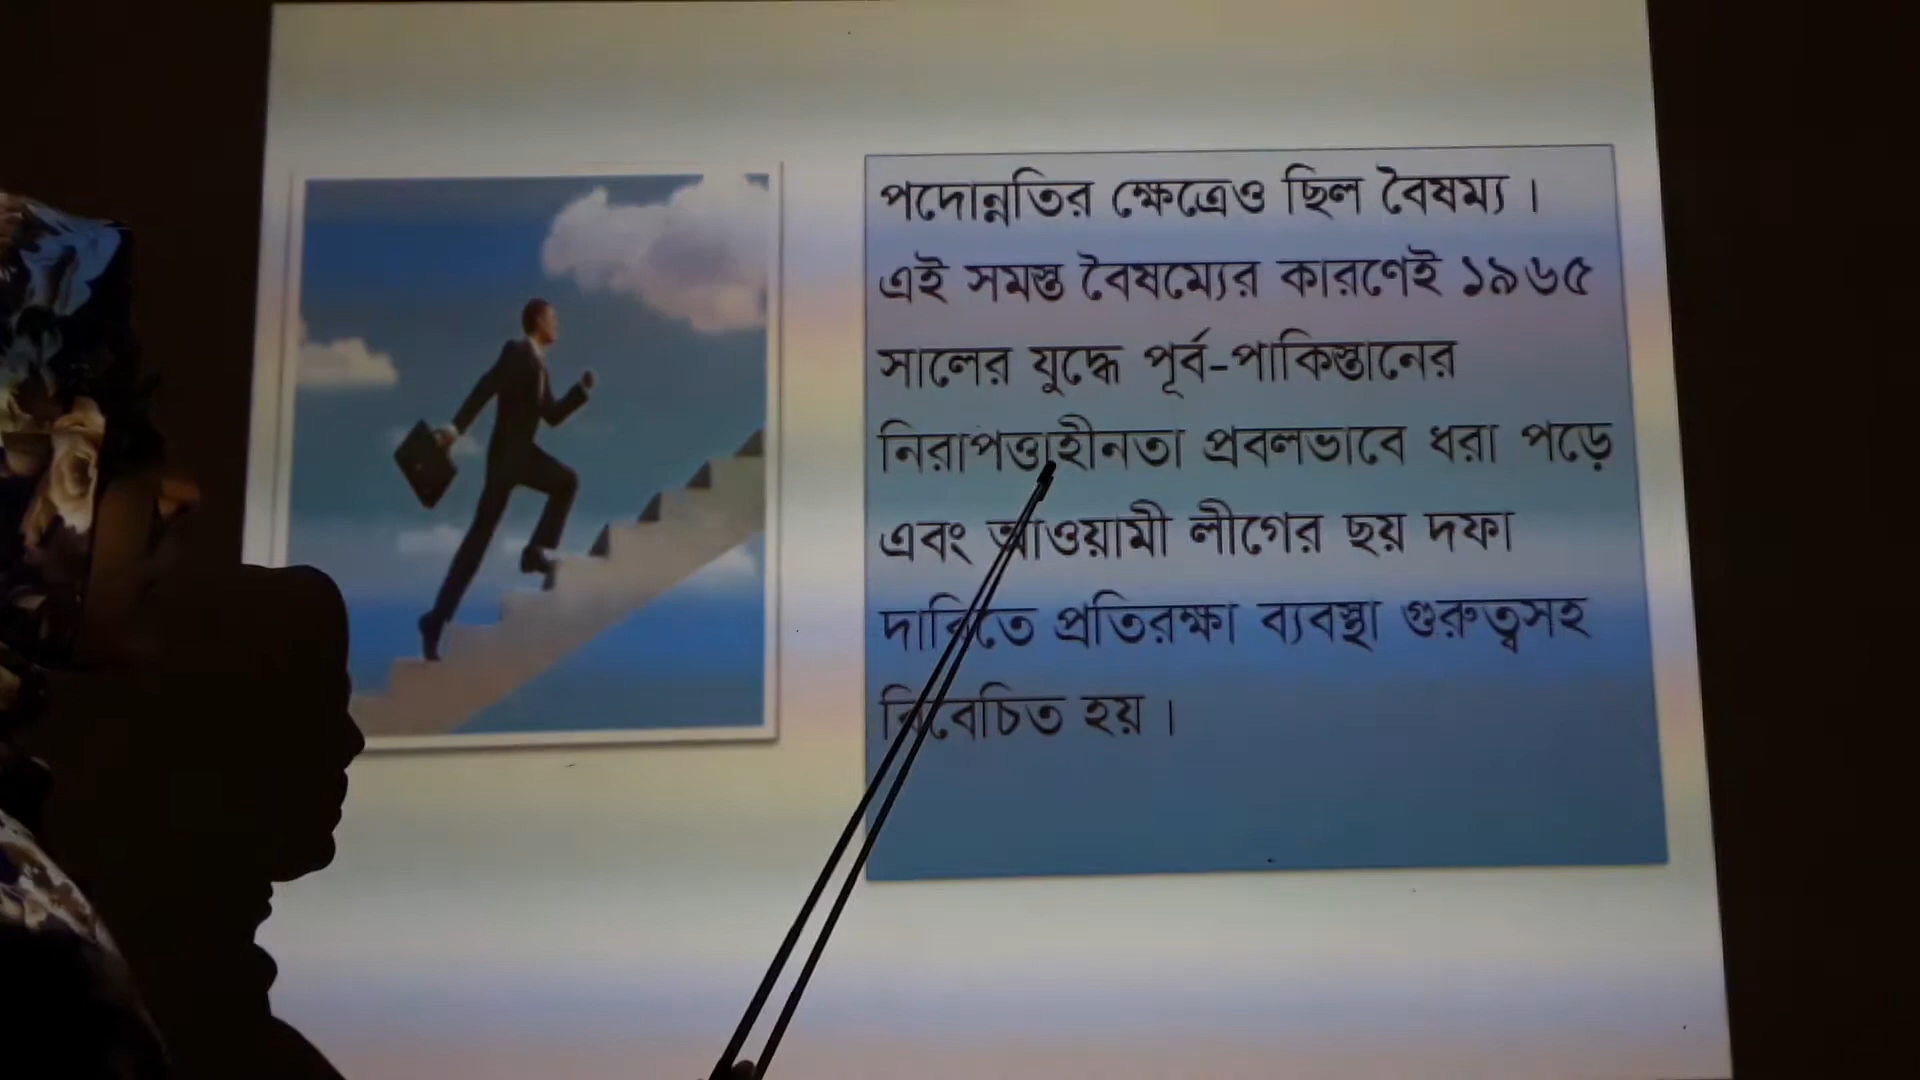 পদোন্নতির ক্ষেত্রেও ছিল বৈষম্য ।
এই সমস্ত বৈষম্যের কারণেই ১৯৬৫
সালের যুদ্ধে পূর্ব-পাকিস্তানের
নিরাপত্তাহীনতা প্রবলভাবে ধরা পড়ে
এবং আওয়ামী লীগের ছয় দফা
দাবিতে প্রতিরক্ষা ব্যবস্থা গুরুত্বসহ
বিবেচিত হয় ।